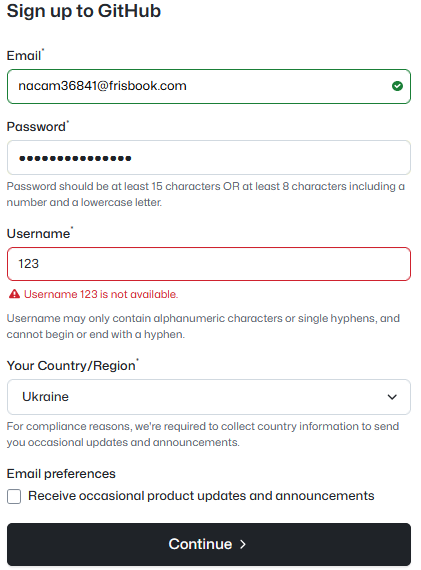 Sign up to GitHub
Email*
nacam36841@frisbook.com
Password*
•••••••••••••••
Password should be at least 15 characters OR at least 8 characters including a
number and a lowercase letter.
Username*
123
Username 123 is not available.
Username may only contain alphanumeric characters or single hyphens, and
cannot begin or end with a hyphen.
Your Country/Region*
Ukraine
For compliance reasons, we're required to collect country information to send
you occasional updates and announcements.
Email preferences
Receive occasional product updates and announcements
Continue >